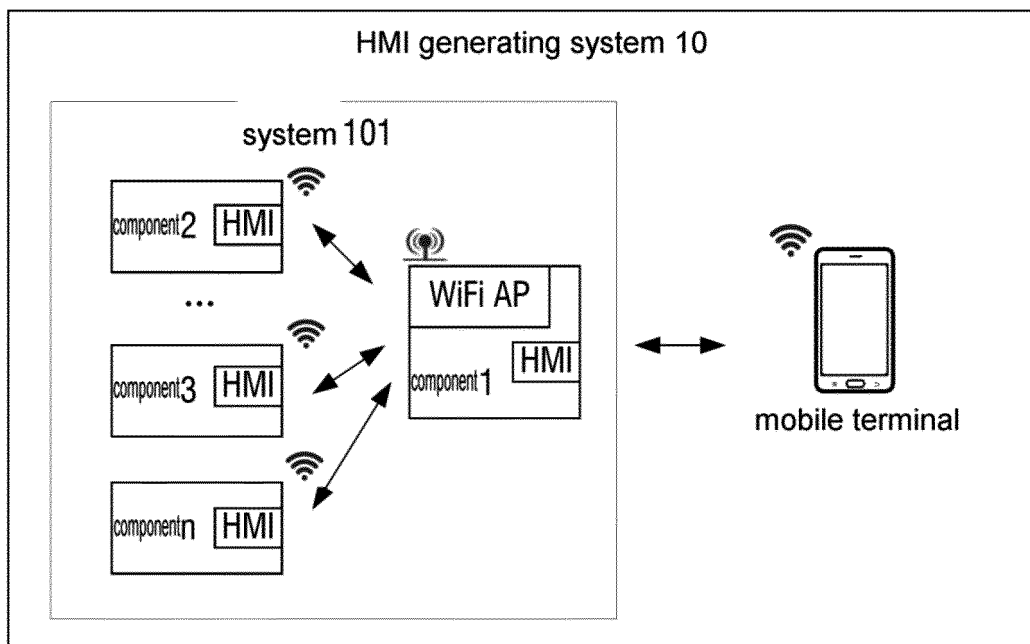 HMI generating system 10
system 101
component2 HMI
...
component3 HMI
componentn HMI
WiFi AP
component1 HMI
mobile terminal